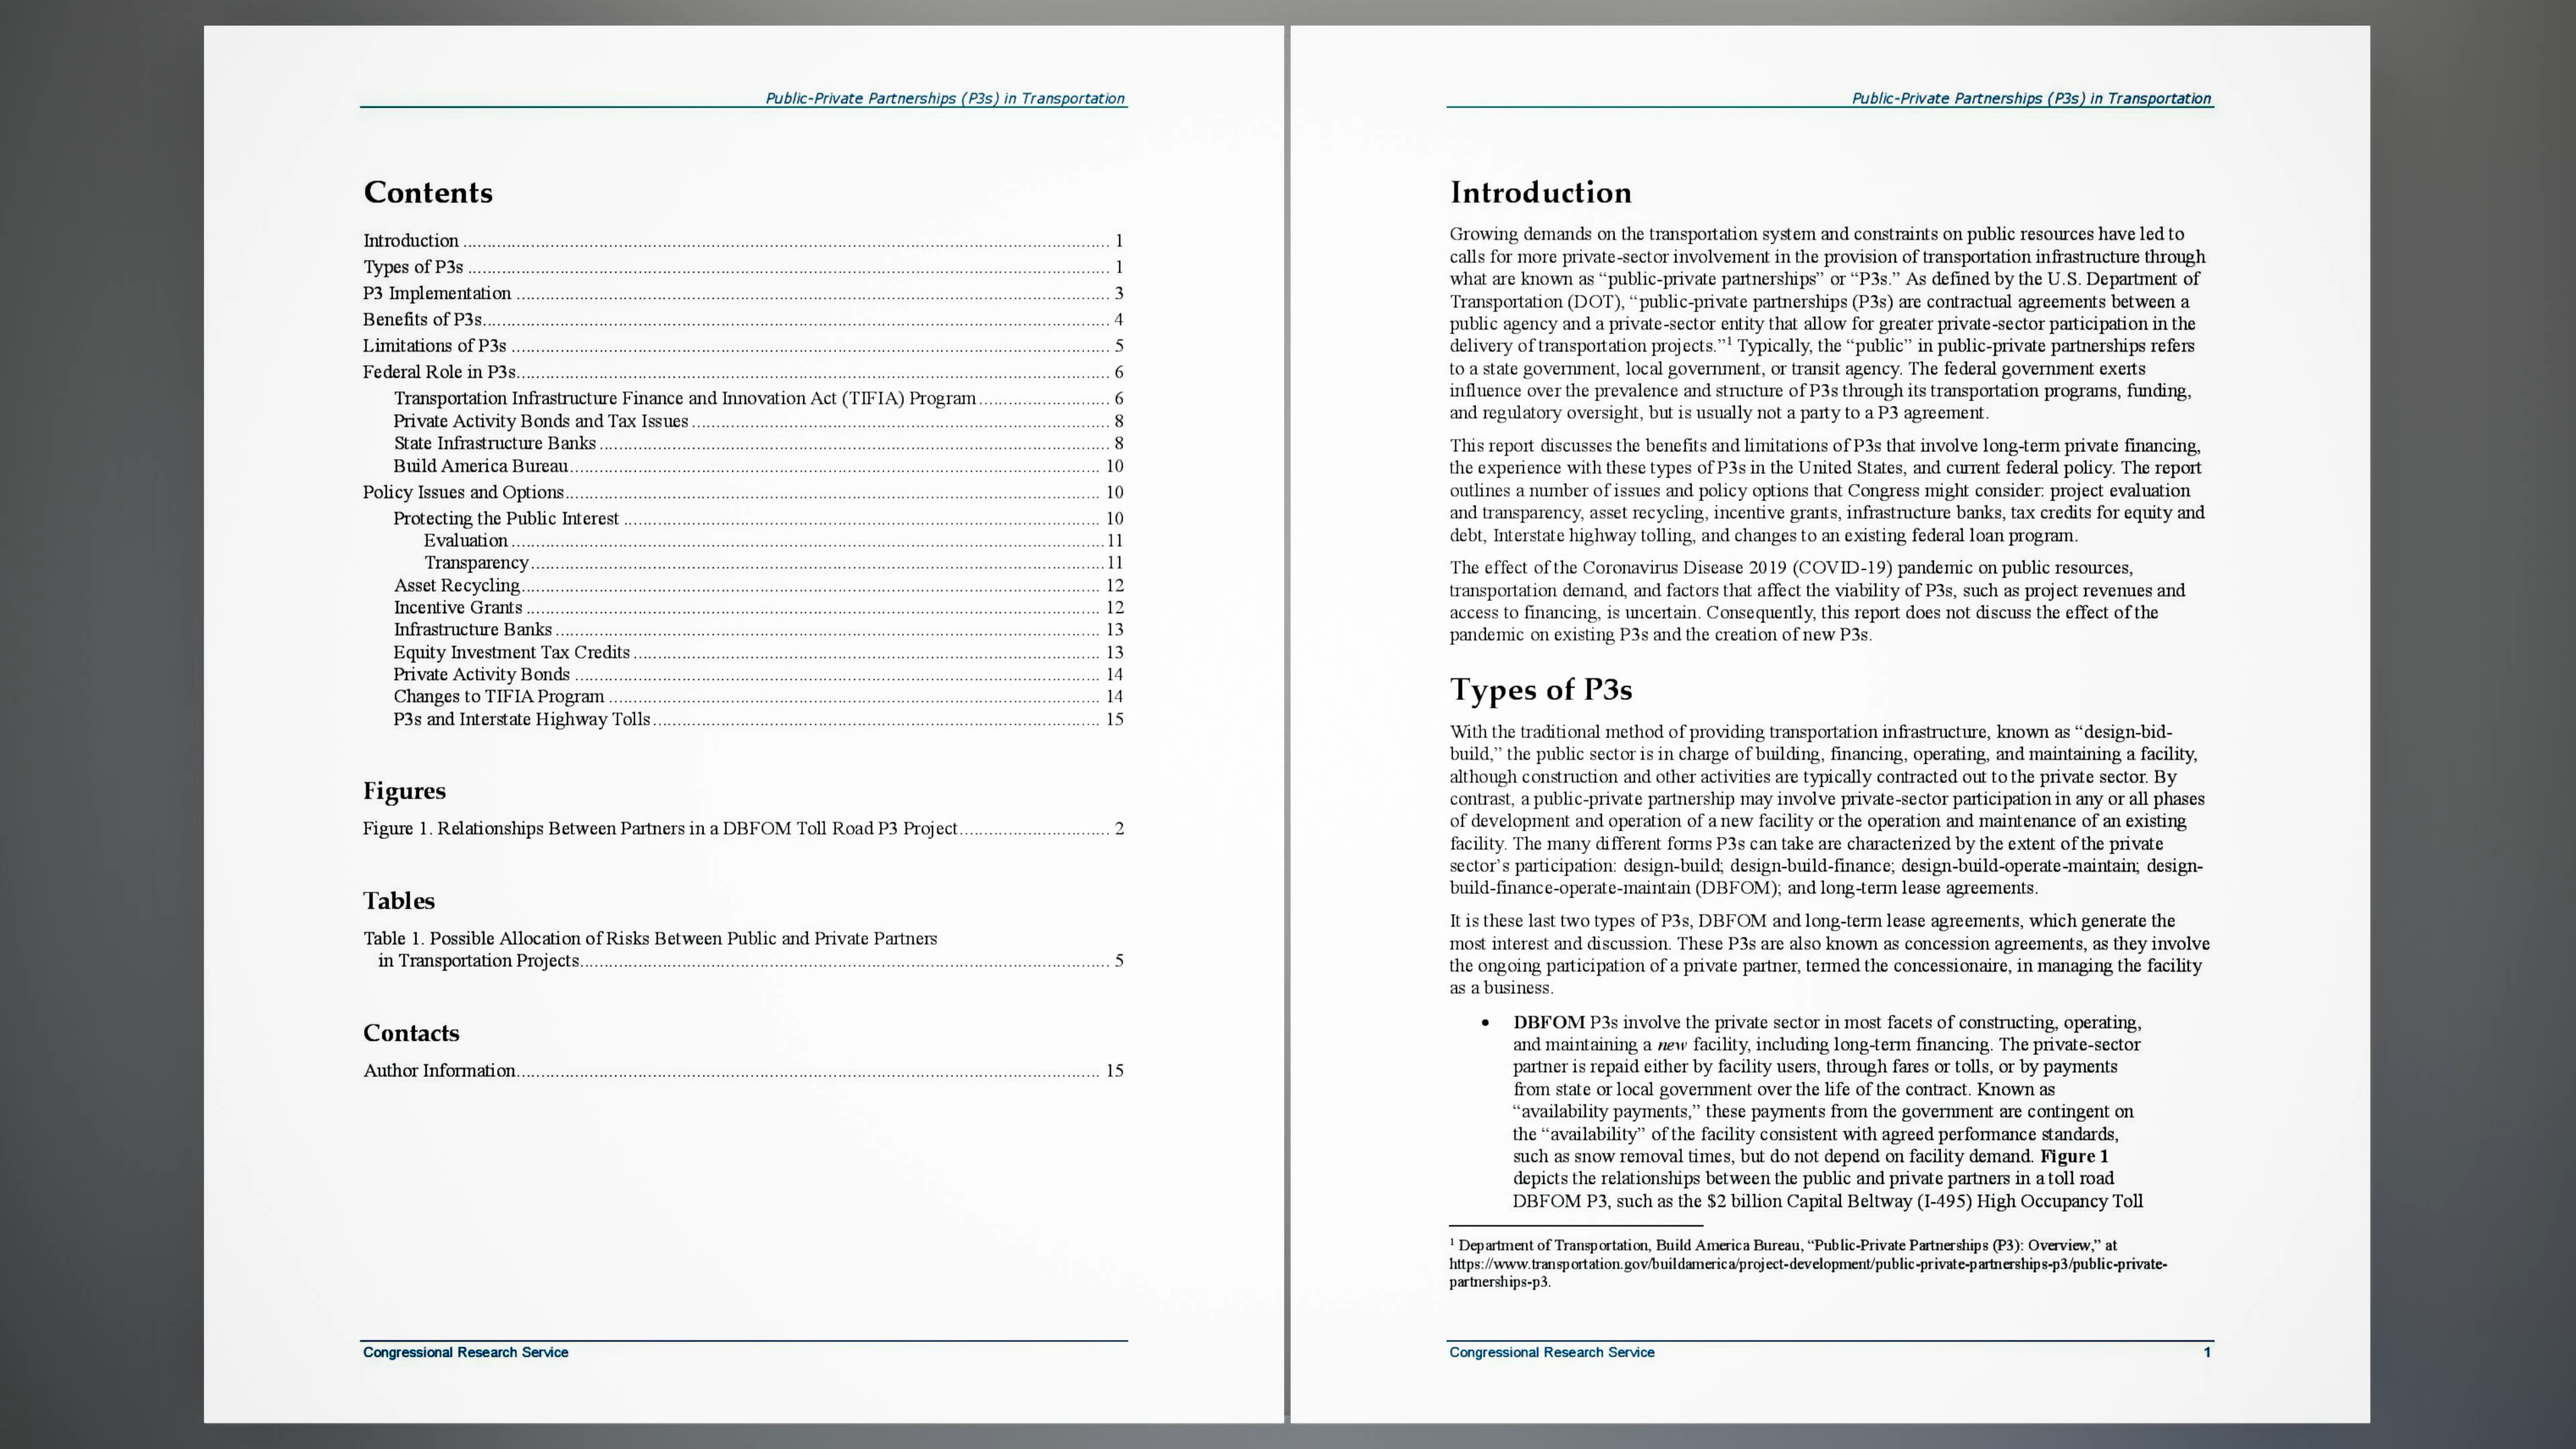 Public-Private Partnerships (P3s) in Transportation
Contents
Introduction ........ 1
Types of P3s ........ 1
P3 Implementation ........ 3
Benefits of P3s........ 4
Limitations of P3s ........ 5
Federal Role in P3s........ 6
Transportation Infrastructure Finance and Innovation Act (TIFIA) Program........ 6
Private Activity Bonds and Tax Issues ........ 8
State Infrastructure Banks ........ 8
Build America Bureau........ 10
Policy Issues and Options........ 10
Protecting the Public Interest ........ 10
Evaluation ........ 11
Transparency........ 11
Asset Recycling........ 12
Incentive Grants ........ 12
Infrastructure Banks ........ 13
Equity Investment Tax Credits ........ 13
Private Activity Bonds ........ 14
Changes to TIFIA Program ........ 14
P3s and Interstate Highway Tolls........ 15
Figures
Figure 1. Relationships Between Partners in a DBFOM Toll Road P3 Project........ 2
Tables
Table 1. Possible Allocation of Risks Between Public and Private Partners
in Transportation Projects........ 5
Contacts
Author Information........ 15
Congressional Research Service
Public-Private Partnerships (P3s) in Transportation
Introduction
Growing demands on the transportation system and constraints on public resources have led to
calls for more private-sector involvement in the provision of transportation infrastructure through
what are known as “public-private partnerships” or “P3s.” As defined by the U.S. Department of
Transportation (DOT), “public-private partnerships (P3s) are contractual agreements between a
public agency and a private-sector entity that allow for greater private-sector participation in the
delivery of transportation projects.”¹ Typically, the “public” in public-private partnerships refers
to a state government, local government, or transit agency. The federal government exerts
influence over the prevalence and structure of P3s through its transportation programs, funding,
and regulatory oversight, but is usually not a party to a P3 agreement.
This report discusses the benefits and limitations of P3s that involve long-term private financing,
the experience with these types of P3s in the United States, and current federal policy. The report
outlines a number of issues and policy options that Congress might consider: project evaluation
and transparency, asset recycling, incentive grants, infrastructure banks, tax credits for equity and
debt, Interstate highway tolling, and changes to an existing federal loan program.
The effect of the Coronavirus Disease 2019 (COVID-19) pandemic on public resources,
transportation demand, and factors that affect the viability of P3s, such as project revenues and
access to financing, is uncertain. Consequently, this report does not discuss the effect of the
pandemic on existing P3s and the creation of new P3s.
Types of P3s
With the traditional method of providing transportation infrastructure, known as “design-bid-
build,” the public sector is in charge of building, financing, operating, and maintaining a facility,
although construction and other activities are typically contracted out to the private sector. By
contrast, a public-private partnership may involve private-sector participation in any or all phases
of development and operation of a new facility or the operation and maintenance of an existing
facility. The many different forms P3s can take are characterized by the extent of the private
sector’s participation: design-build; design-build-finance; design-build-operate-maintain; design-
build-finance-operate-maintain (DBFOM); and long-term lease agreements.
It is these last two types of P3s, DBFOM and long-term lease agreements, which generate the
most interest and discussion. These P3s are also known as concession agreements, as they involve
the ongoing participation of a private partner, termed the concessionaire, in managing the facility
as a business.
• DBFOM P3s involve the private sector in most facets of constructing, operating,
and maintaining a new facility, including long-term financing. The private-sector
partner is repaid either by facility users, through fares or tolls, or by payments
from state or local government over the life of the contract. Known as
“availability payments,” these payments from the government are contingent on
the “availability” of the facility consistent with agreed performance standards,
such as snow removal times, but do not depend on facility demand. Figure 1
depicts the relationships between the public and private partners in a toll road
DBFOM P3, such as the $2 billion Capital Beltway (I-495) High Occupancy Toll
¹ Department of Transportation, Build America Bureau, “Public-Private Partnerships (P3): Overview,” at
https://www.transportation.gov/buildamerica/project-development/public-private-partnerships-p3/public-private-
partnerships-p3.
Congressional Research Service 1